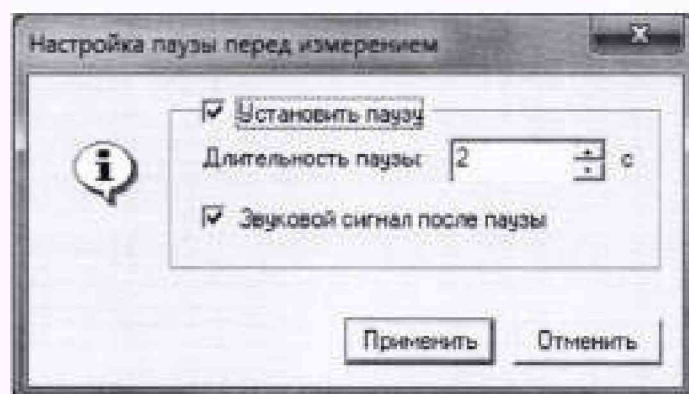 Настройка паузы перед измерением
Установить паузу
Длительность паузы: 2 с
Звуковой сигнал после паузы
Применить Отменить